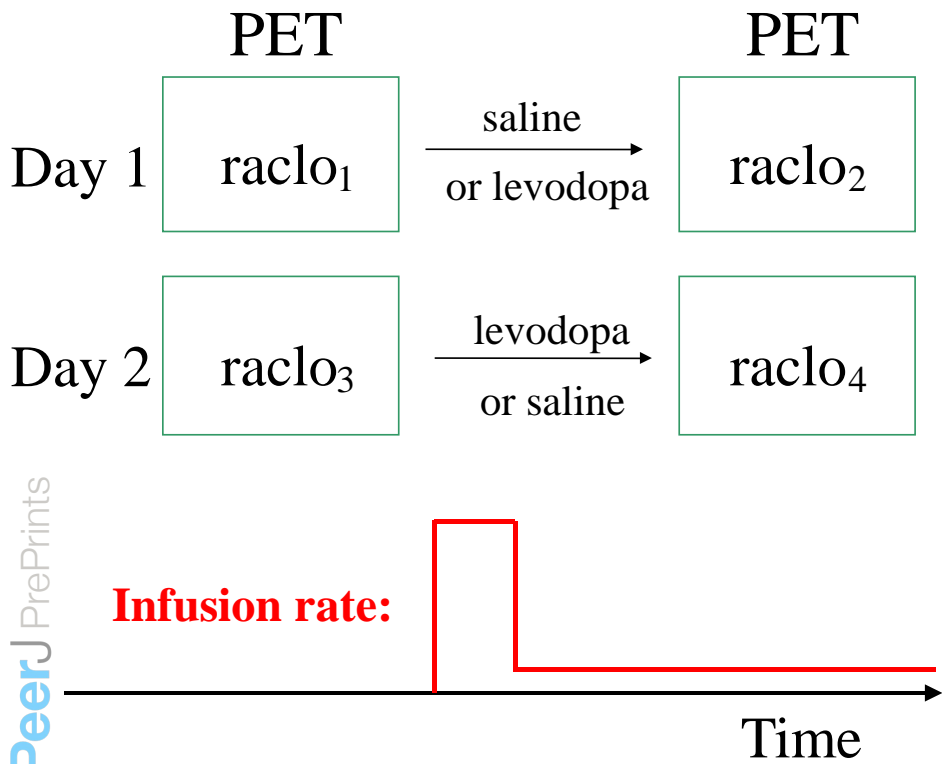 PET PET
Day 1 raclo₁ saline raclo₂
or levodopa
Day 2 raclo₃ levodopa raclo₄
or saline
Infusion rate:
Time
PeerJ PrePrints